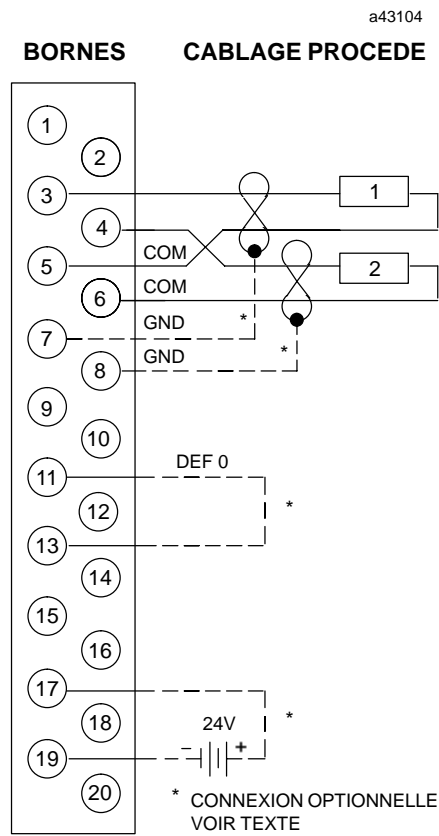 a43104
BORNES CABLAGE PROCEDE
1
2
3 1
4
5 COM 2
6 COM
7 GND *
8 GND *
9
10
11 DEF 0
12 *
13
14
15
16
17
18 24V *
19 − +
20 * CONNEXION OPTIONNELLE
VOIR TEXTE